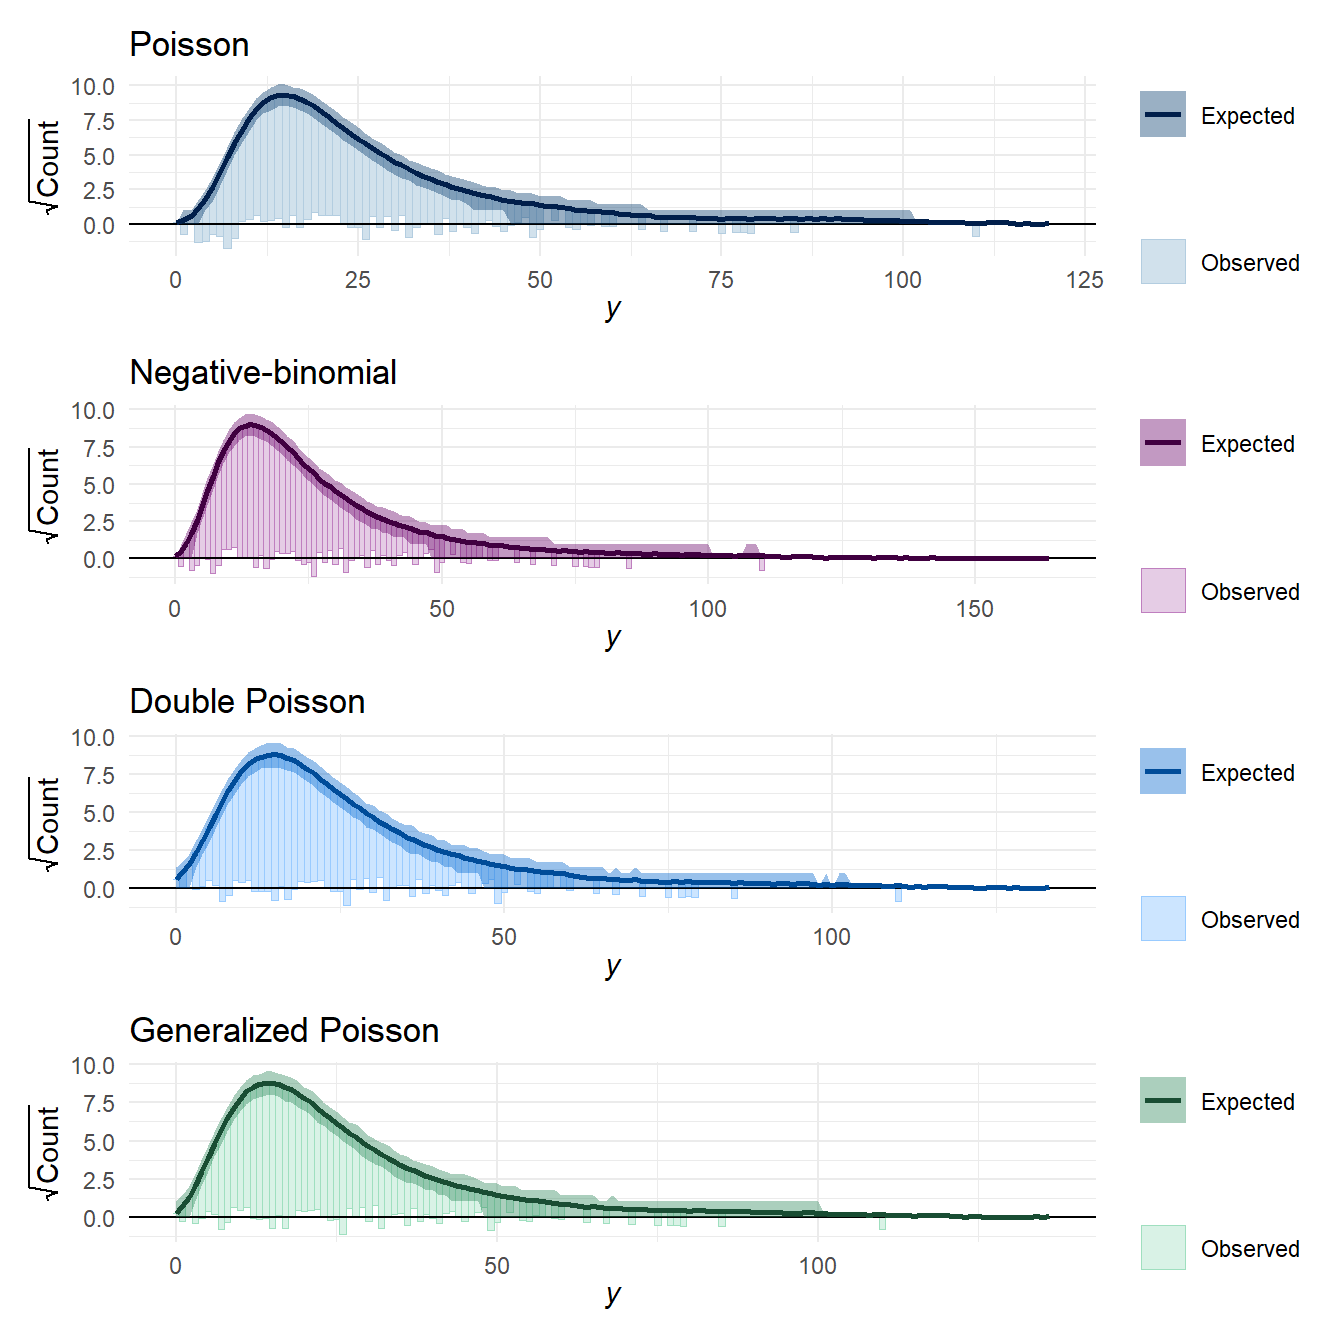 Poisson
10.0
7.5
5.0
2.5
0.0
√Count
0 25 50 75 100 125
y
Expected
Observed
Negative-binomial
10.0
7.5
5.0
2.5
0.0
√Count
0 50 100 150
y
Expected
Observed
Double Poisson
10.0
7.5
5.0
2.5
0.0
√Count
0 50 100
y
Expected
Observed
Generalized Poisson
10.0
7.5
5.0
2.5
0.0
√Count
0 50 100
y
Expected
Observed